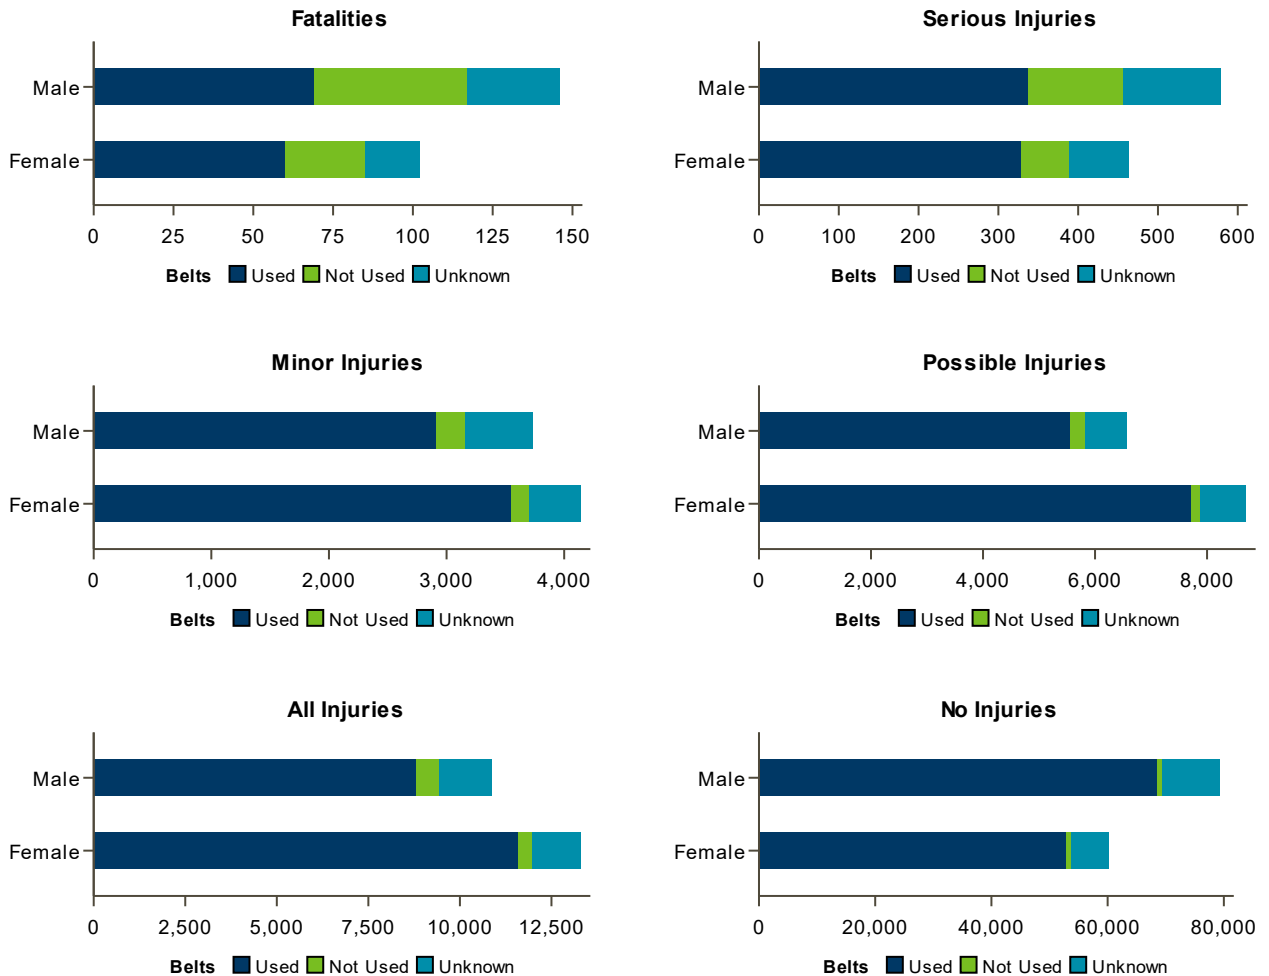 Fatalities
Male
Female
0 25 50 75 100 125 150
Belts Used Not Used Unknown
Serious Injuries
Male
Female
0 100 200 300 400 500 600
Belts Used Not Used Unknown
Minor Injuries
Male
Female
0 1,000 2,000 3,000 4,000
Belts Used Not Used Unknown
Possible Injuries
Male
Female
0 2,000 4,000 6,000 8,000
Belts Used Not Used Unknown
All Injuries
Male
Female
0 2,500 5,000 7,500 10,000 12,500
Belts Used Not Used Unknown
No Injuries
Male
Female
0 20,000 40,000 60,000 80,000
Belts Used Not Used Unknown